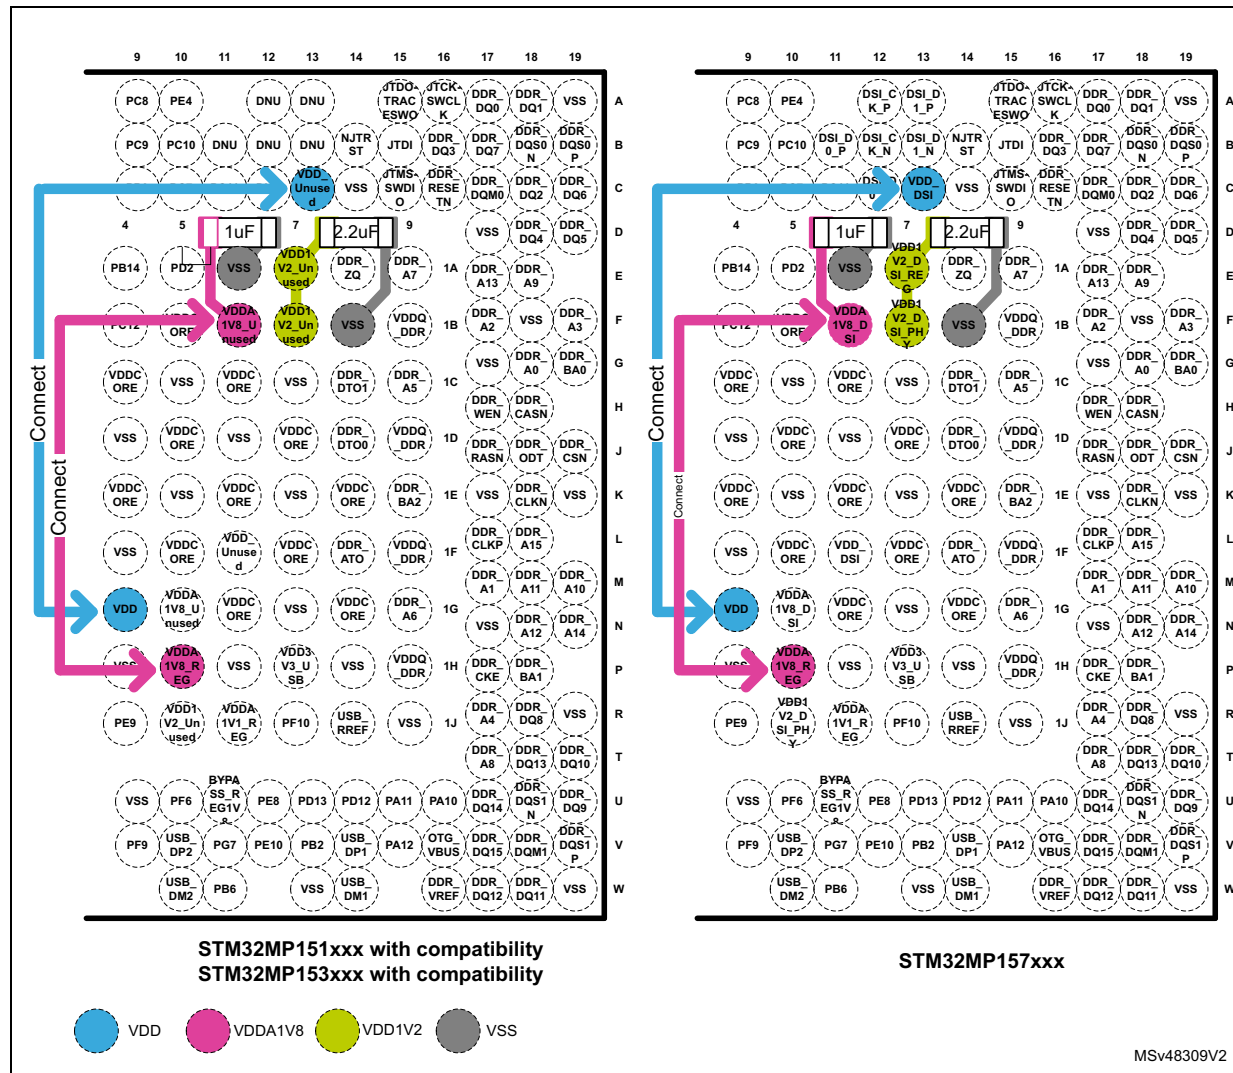 9 10 11 12 13 14 15 16 17 18 19
9 10 11 12 13 14 15 16 17 18 19
PC8 PE4 DNU DNU JTDO-TRACESWO JTCK-SWCLK DDR_DQ0 DDR_DQ1 VSS A
PC8 PE4 DSI_CK_P DSI_D1_P JTDO-TRACESWO JTCK-SWCLK DDR_DQ0 DDR_DQ1 VSS A
PC9 PC10 DNU DNU DNU NJTRST JTDI DDR_DQ3 DDR_DQ7 DDR_DQS0N DDR_DQS0P B
PC9 PC10 DSI_D0_P DSI_CK_N DSI_D1_N NJTRST JTDI DDR_DQ3 DDR_DQ7 DDR_DQS0N DDR_DQS0P B
VDD_Unused VSS JTMS-SWDIO DDR_RESETN DDR_DQM0 DDR_DQ2 DDR_DQ6 C
VDD_DSI VSS JTMS-SWDIO DDR_RESETN DDR_DQM0 DDR_DQ2 DDR_DQ6 C
4 5 1uF 7 2.2uF 9 VSS DDR_DQ4 DDR_DQ5 D
4 5 1uF 7 2.2uF 9 VSS DDR_DQ4 DDR_DQ5 D
PB14 PD2 VSS VDD1V2_Unused DDR_ZQ DDR_A7 1A DDR_A13 DDR_A9 E
PB14 PD2 VSS VDD1V2_DSI_REG DDR_ZQ DDR_A7 1A DDR_A13 DDR_A9 E
PC12 VDDCORE VDDA1V8_Unused VDD1V2_Unused VSS VDDQ_DDR 1B DDR_A2 VSS DDR_A3 F
PC12 VDDCORE VDDA1V8_DSI VDD1V2_DSI_PHY VSS VDDQ_DDR 1B DDR_A2 VSS DDR_A3 F
VSS DDR_A0 DDR_BA0 G
VSS DDR_A0 DDR_BA0 G
VDDCORE VSS VDDCORE VSS DDR_DTO1 DDR_A5 1C
VDDCORE VSS VDDCORE VSS DDR_DTO1 DDR_A5 1C
DDR_WEN DDR_CASN H
DDR_WEN DDR_CASN H
VSS VDDCORE VSS VDDCORE DDR_DTO0 VDDQ_DDR 1D DDR_RASN DDR_ODT DDR_CSN J
VSS VDDCORE VSS VDDCORE DDR_DTO0 VDDQ_DDR 1D DDR_RASN DDR_ODT DDR_CSN J
VDDCORE VSS VDDCORE VSS VDDCORE DDR_BA2 1E VSS DDR_CLKN VSS K
VDDCORE VSS VDDCORE VSS VDDCORE DDR_BA2 1E VSS DDR_CLKN VSS K
VSS VDDCORE VDD_Unused VDDCORE DDR_ATO VDDQ_DDR 1F DDR_CLKP DDR_A15 L
VSS VDDCORE VDD_DSI VDDCORE DDR_ATO VDDQ_DDR 1F DDR_CLKP DDR_A15 L
DDR_A1 DDR_A11 DDR_A10 M
DDR_A1 DDR_A11 DDR_A10 M
VDD VDDA1V8_Unused VDDCORE VSS VDDCORE DDR_A6 1G VSS DDR_A12 DDR_A14 N
VDD VDDA1V8_DSI VDDCORE VSS VDDCORE DDR_A6 1G VSS DDR_A12 DDR_A14 N
VSS VDDA1V8_REG VSS VDD3V3_USB VSS VDDQ_DDR 1H DDR_CKE DDR_BA1 P
VSS VDDA1V8_REG VSS VDD3V3_USB VSS VDDQ_DDR 1H DDR_CKE DDR_BA1 P
PE9 VDD1V2_Unused VDDA1V1_REG PF10 USB_RREF VSS 1J DDR_A4 DDR_DQ8 VSS R
PE9 VDD1V2_DSI_PHY VDDA1V1_REG PF10 USB_RREF VSS 1J DDR_A4 DDR_DQ8 VSS R
DDR_A8 DDR_DQ13 DDR_DQ10 T
DDR_A8 DDR_DQ13 DDR_DQ10 T
VSS PF6 BYPASS_REG1V8 PE8 PD13 PD12 PA11 PA10 DDR_DQ14 DDR_DQS1N DDR_DQ9 U
VSS PF6 BYPASS_REG1V8 PE8 PD13 PD12 PA11 PA10 DDR_DQ14 DDR_DQS1N DDR_DQ9 U
PF9 USB_DP2 PG7 PE10 PB2 USB_DP1 PA12 OTG_VBUS DDR_DQ15 DDR_DQM1 DDR_DQS1P V
PF9 USB_DP2 PG7 PE10 PB2 USB_DP1 PA12 OTG_VBUS DDR_DQ15 DDR_DQM1 DDR_DQS1P V
USB_DM2 PB6 VSS USB_DM1 DDR_VREF DDR_DQ12 DDR_DQ11 VSS W
USB_DM2 PB6 VSS USB_DM1 DDR_VREF DDR_DQ12 DDR_DQ11 VSS W
Connect
Connect
Connect
Connect
STM32MP151xxx with compatibility
STM32MP153xxx with compatibility
STM32MP157xxx
VDD VDDA1V8 VDD1V2 VSS
MSv48309V2